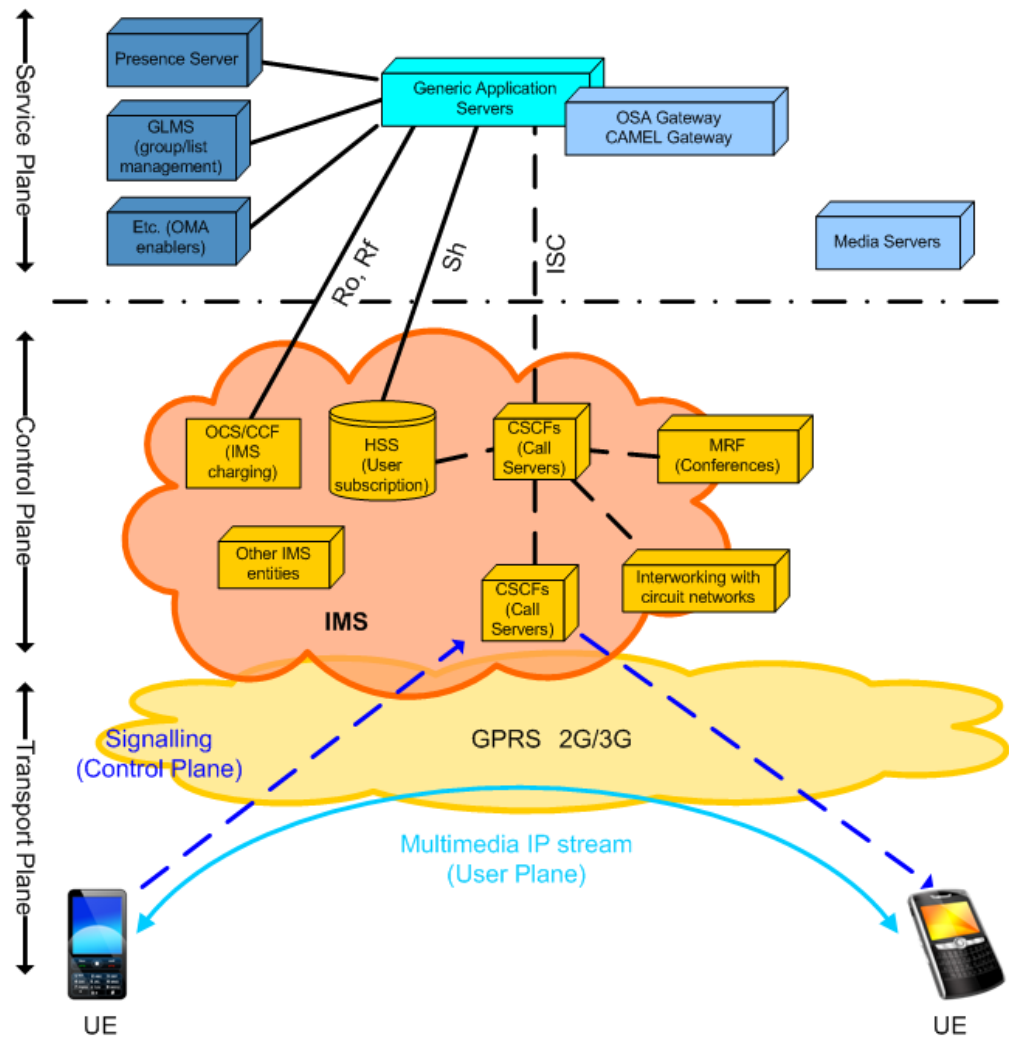 Service Plane
Presence Server
Generic Application
Servers
OSA Gateway
CAMEL Gateway
GLMS
(group/list
management)
Etc. (OMA
enablers)
Media Servers
Ro, Rf
Sh
ISC
Control Plane
OCS/CCF
(IMS
charging)
HSS
(User
subscription)
CSCFs
(Call
Servers)
MRF
(Conferences)
Other IMS
entities
CSCFs
(Call
Servers)
Interworking with
circuit networks
IMS
Transport Plane
Signalling
(Control Plane)
GPRS 2G/3G
Multimedia IP stream
(User Plane)
UE
UE